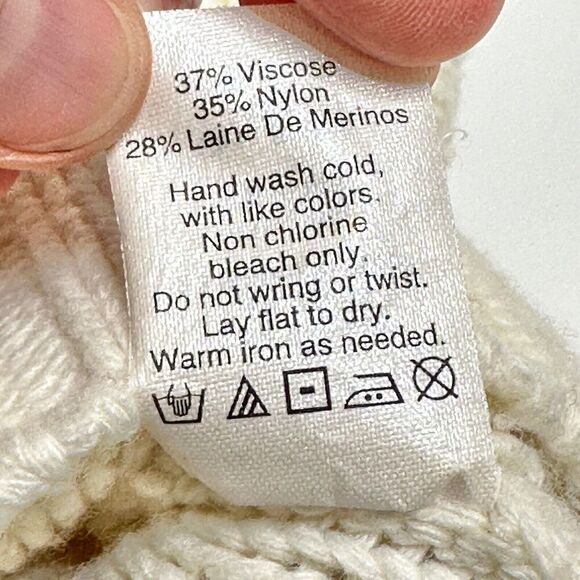 37% Viscose
35% Nylon
28% Laine De Merinos
Hand wash cold,
with like colors.
Non chlorine
bleach only.
Do not wring or twist.
Lay flat to dry.
Warm iron as needed.